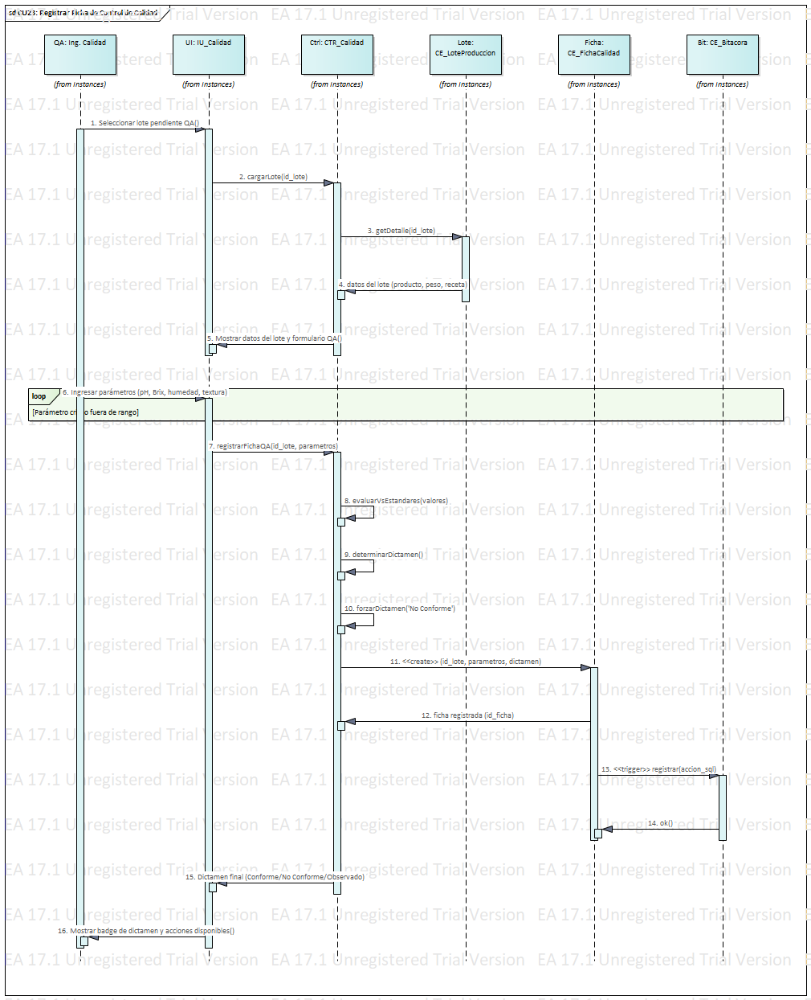 sd CU23: Registrar Ficha de Control de Calidad
QA: Ing. Calidad
UI: IU_Calidad
Ctrl: CTR_Calidad
Lote:
CE_LoteProduccion
Ficha:
CE_FichaCalidad
Bit: CE_Bitacora
(from Instances)
(from Instances)
(from Instances)
(from Instances)
(from Instances)
(from Instances)
EA 17.1 Unregistered Trial Version
1. Seleccionar lote pendiente QA()
2. cargarLote(id_lote)
3. getDetalle(id_lote)
4. datos del lote (producto, peso, receta)
5. Mostrar datos del lote y formulario QA()
loop
6. Ingresar parámetros (pH, Brix, humedad, textura)
[Parámetro fuera de rango]
7. registrarFichaQA(id_lote, parametros)
8. evaluarVsEstandares(valores)
9. determinarDictamen()
10. forzarDictamen('No Conforme')
11. <<create>> (id_lote, parametros, dictamen)
12. ficha registrada (id_ficha)
13. <<trigger>> registrar(accion_sql)
14. ok()
15. Dictamen final (Conforme/No Conforme/Observado)
16. Mostrar badge de dictamen y acciones disponibles()